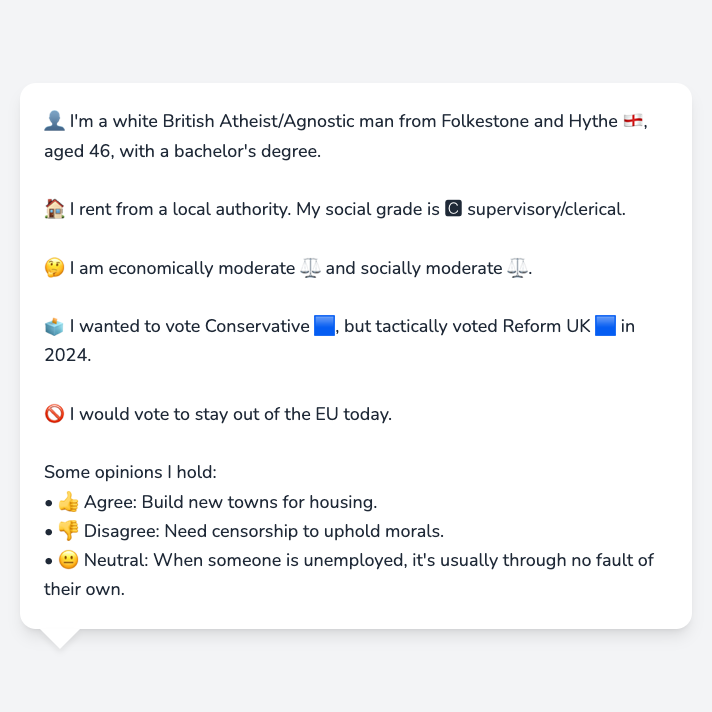 👤 I'm a white British Atheist/Agnostic man from Folkestone and Hythe 🏴󠁧󠁢󠁥󠁮󠁧󠁿,
aged 46, with a bachelor's degree.
🏠 I rent from a local authority. My social grade is 🅲 supervisory/clerical.
🤔 I am economically moderate ⚖️ and socially moderate ⚖️.
🗳️ I wanted to vote Conservative 🟦, but tactically voted Reform UK 🟦 in
2024.
🚫 I would vote to stay out of the EU today.
Some opinions I hold:
• 👍 Agree: Build new towns for housing.
• 👎 Disagree: Need censorship to uphold morals.
• 😐 Neutral: When someone is unemployed, it's usually through no fault of
their own.